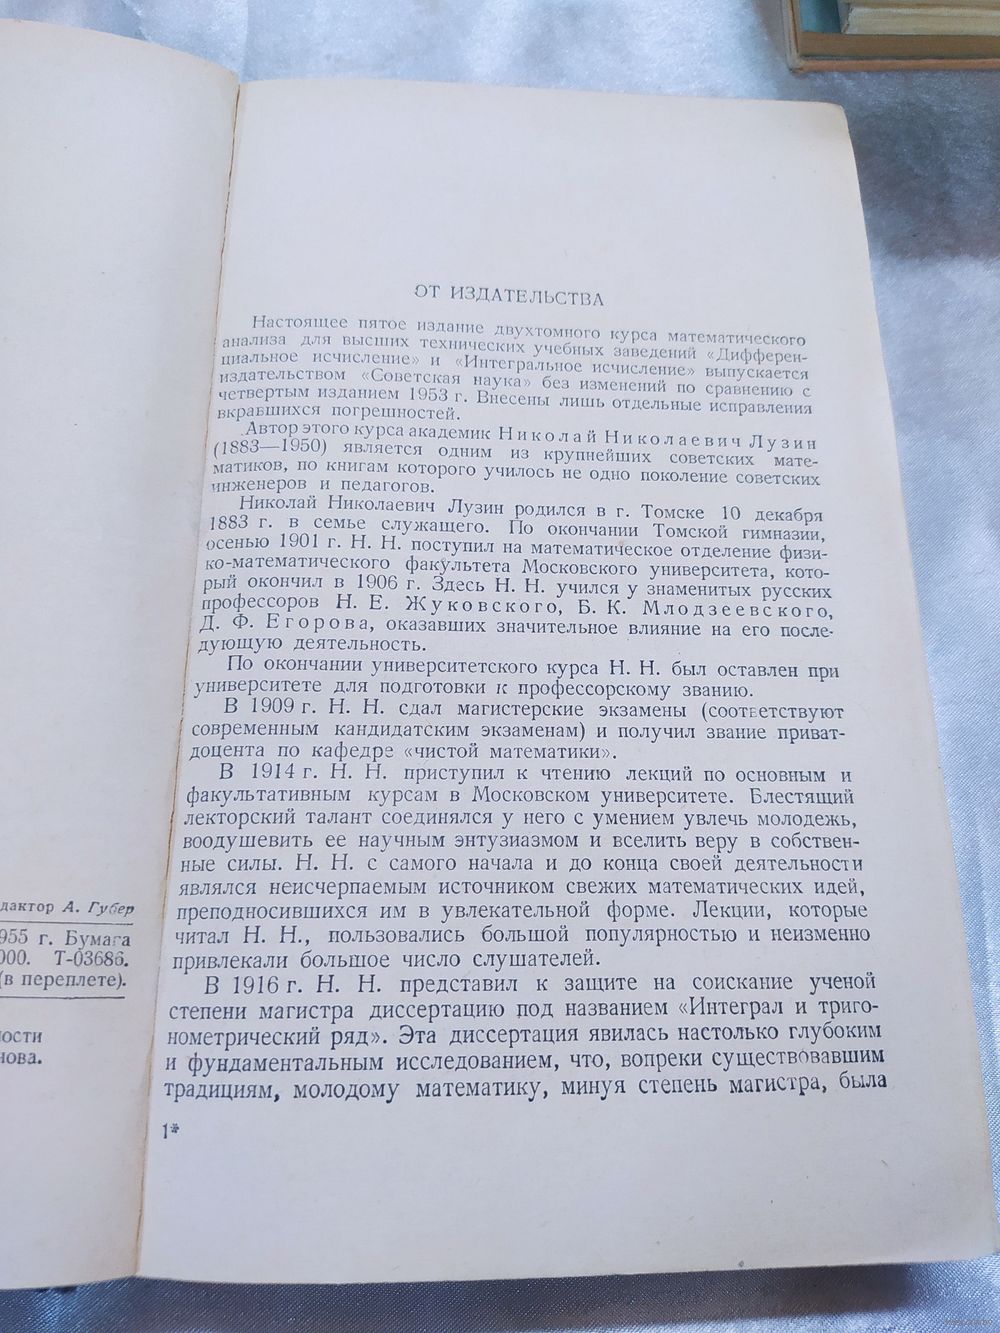 дактор А. Губер
955 г. Бумага
000. Т-03686.
(в переплете).
ности
нова.
ОТ ИЗДАТЕЛЬСТВА
Настоящее пятое издание двухтомного курса математического
анализа для высших технических учебных заведений «Дифферен-
циальное исчисление» и «Интегральное исчисление» выпускается
издательством «Советская наука» без изменений по сравнению с
четвертым изданием 1953 г. Внесены лишь отдельные исправления
вкравшихся погрешностей.
Автор этого курса академик Николай Николаевич Лузин
(1883—1950) является одним из крупнейших советских мате-
матиков, по книгам которого училось не одно поколение советских
инженеров и педагогов.
Николай Николаевич Лузин родился в г. Томске 10 декабря
1883 г. в семье служащего. По окончании Томской гимназии,
осенью 1901 г. Н. Н. поступил на математическое отделение физи-
ко-математического факультета Московского университета, кото-
рый окончил в 1906 г. Здесь Н. Н. учился у знаменитых русских
профессоров Н. Е. Жуковского, Б. К. Млодзеевского,
Д. Ф. Егорова, оказавших значительное влияние на его после-
дующую деятельность.
По окончании университетского курса Н. Н. был оставлен при
университете для подготовки к профессорскому званию.
В 1909 г. Н. Н. сдал магистерские экзамены (соответствуют
современным кандидатским экзаменам) и получил звание приват-
доцента по кафедре «чистой математики».
В 1914 г. Н. Н. приступил к чтению лекций по основным и
факультативным курсам в Московском университете. Блестящий
лекторский талант соединялся у него с умением увлечь молодежь,
воодушевить ее научным энтузиазмом и вселить веру в собствен-
ные силы. Н. Н. с самого начала и до конца своей деятельности
являлся неисчерпаемым источником свежих математических идей,
преподносившихся им в увлекательной форме. Лекции, которые
читал Н. Н., пользовались большой популярностью и неизменно
привлекали большое число слушателей.
В 1916 г. Н. Н. представил к защите на соискание ученой
степени магистра диссертацию под названием «Интеграл и триго-
нометрический ряд». Эта диссертация явилась настолько глубоким
и фундаментальным исследованием, что, вопреки существовавшим
традициям, молодому математику, минуя степень магистра, была
1*